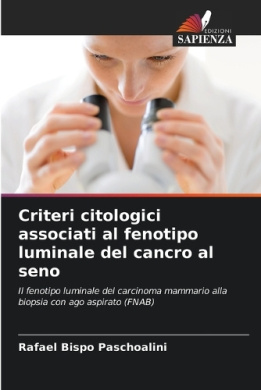 EDIZIONI
SAPIENZA
Criteri citologici
associati al fenotipo
luminale del cancro al
seno
Il fenotipo luminale del carcinoma mammario alla
biopsia con ago aspirato (FNAB)
Rafael Bispo Paschoalini